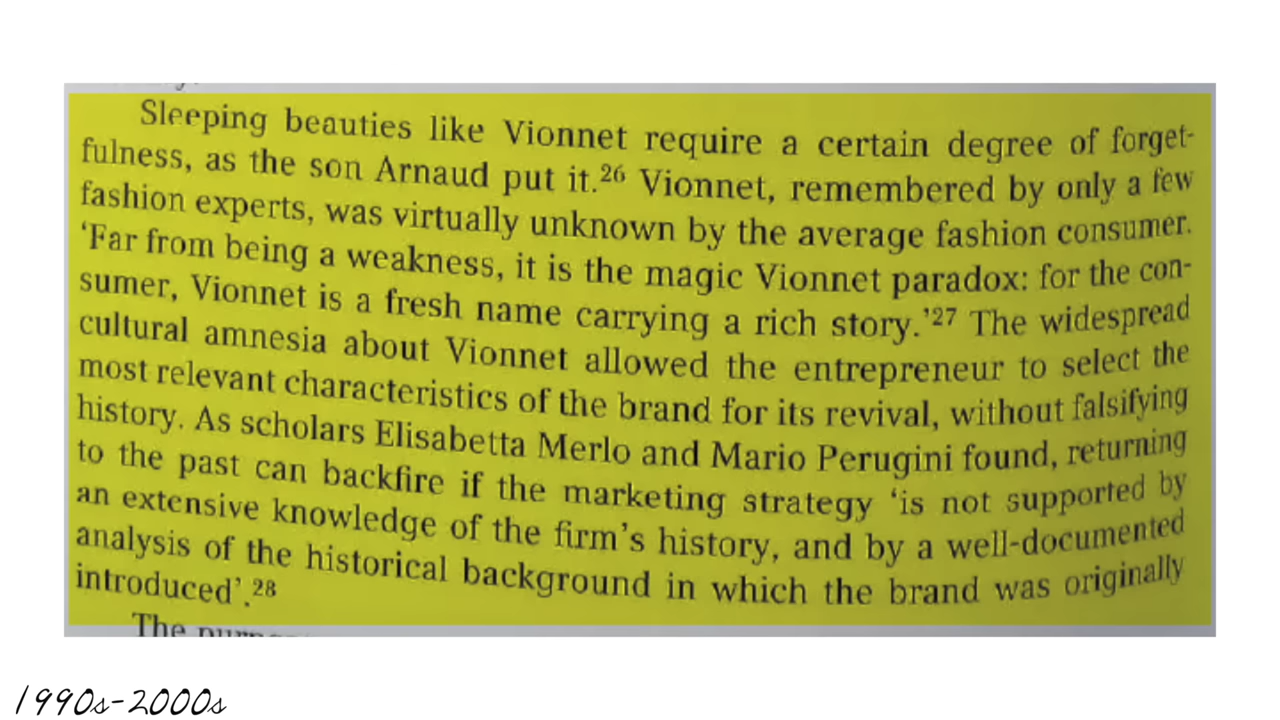 Sleeping beauties like Vionnet require a certain degree of forget-
fulness, as the son Arnaud put it.26 Vionnet, remembered by only a few
fashion experts, was virtually unknown by the average fashion consumer.
‘Far from being a weakness, it is the magic Vionnet paradox: for the con-
sumer, Vionnet is a fresh name carrying a rich story.’27 The widespread
cultural amnesia about Vionnet allowed the entrepreneur to select the
most relevant characteristics of the brand for its revival, without falsifying
history. As scholars Elisabetta Merlo and Mario Perugini found, returning
to the past can backfire if the marketing strategy ‘is not supported by
an extensive knowledge of the firm’s history, and by a well-documented
analysis of the historical background in which the brand was originally
introduced’.28
The
1990s-2000s